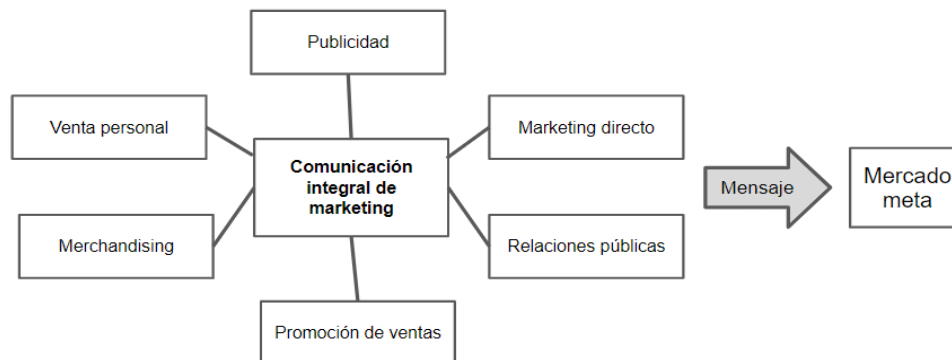 Publicidad
Venta personal
Marketing directo
Comunicación
integral de
marketing
Mensaje
Mercado
meta
Merchandising
Relaciones públicas
Promoción de ventas